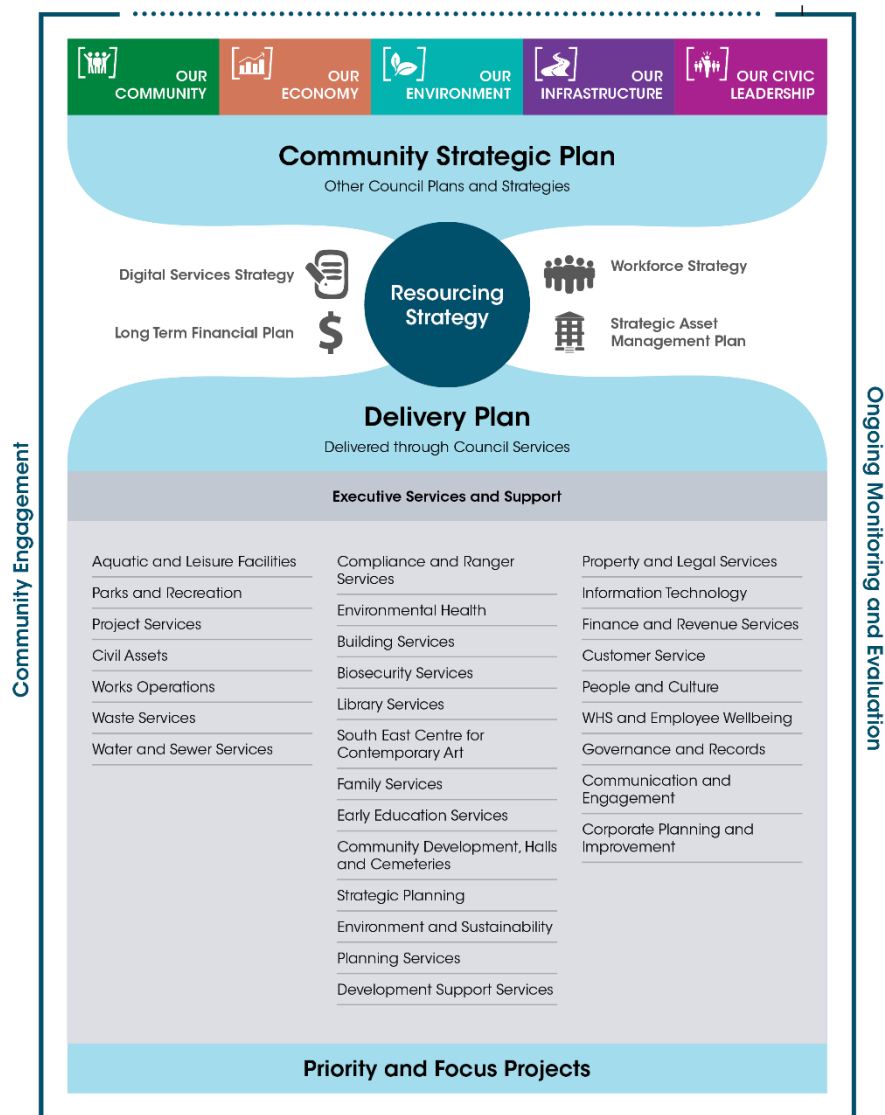 OUR
COMMUNITY
OUR
ECONOMY
OUR
ENVIRONMENT
OUR
INFRASTRUCTURE
OUR CIVIC
LEADERSHIP
Community Strategic Plan
Other Council Plans and Strategies
Digital Services Strategy
Long Term Financial Plan
$
Resourcing
Strategy
Workforce Strategy
Strategic Asset
Management Plan
Delivery Plan
Delivered through Council Services
Executive Services and Support
Aquatic and Leisure Facilities
Parks and Recreation
Project Services
Civil Assets
Works Operations
Waste Services
Water and Sewer Services
Compliance and Ranger
Services
Environmental Health
Building Services
Biosecurity Services
Library Services
South East Centre for
Contemporary Art
Family Services
Early Education Services
Community Development, Halls
and Cemeteries
Strategic Planning
Environment and Sustainability
Planning Services
Development Support Services
Property and Legal Services
Information Technology
Finance and Revenue Services
Customer Service
People and Culture
WHS and Employee Wellbeing
Governance and Records
Communication and
Engagement
Corporate Planning and
Improvement
Priority and Focus Projects
Community Engagement
Ongoing Monitoring and Evaluation